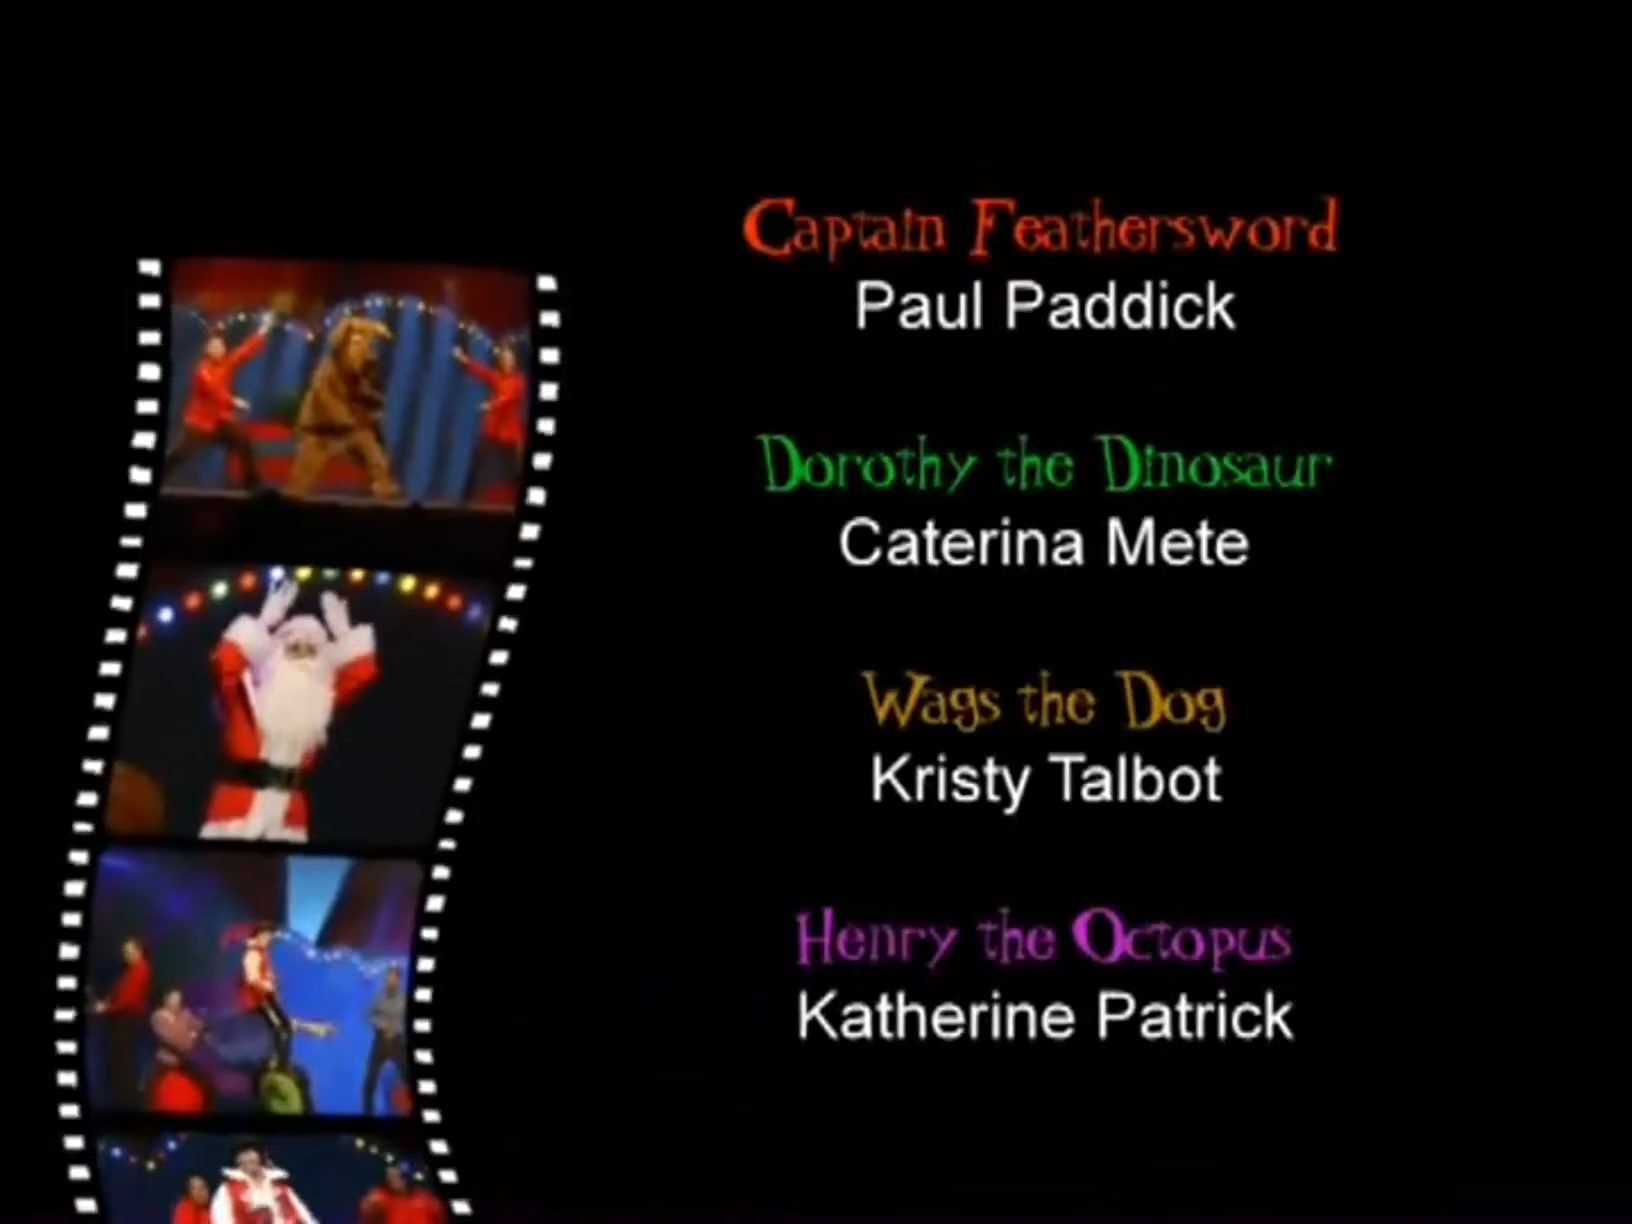 Captain Feathersword
Paul Paddick
Dorothy the Dinosaur
Caterina Mete
Wags the Dog
Kristy Talbot
Henry the Octopus
Katherine Patrick